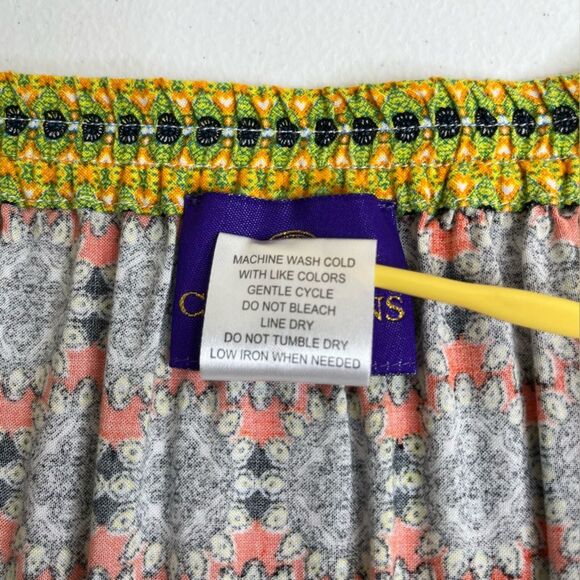 MACHINE WASH COLD
WITH LIKE COLORS
GENTLE CYCLE
DO NOT BLEACH
LINE DRY
DO NOT TUMBLE DRY
LOW IRON WHEN NEEDED